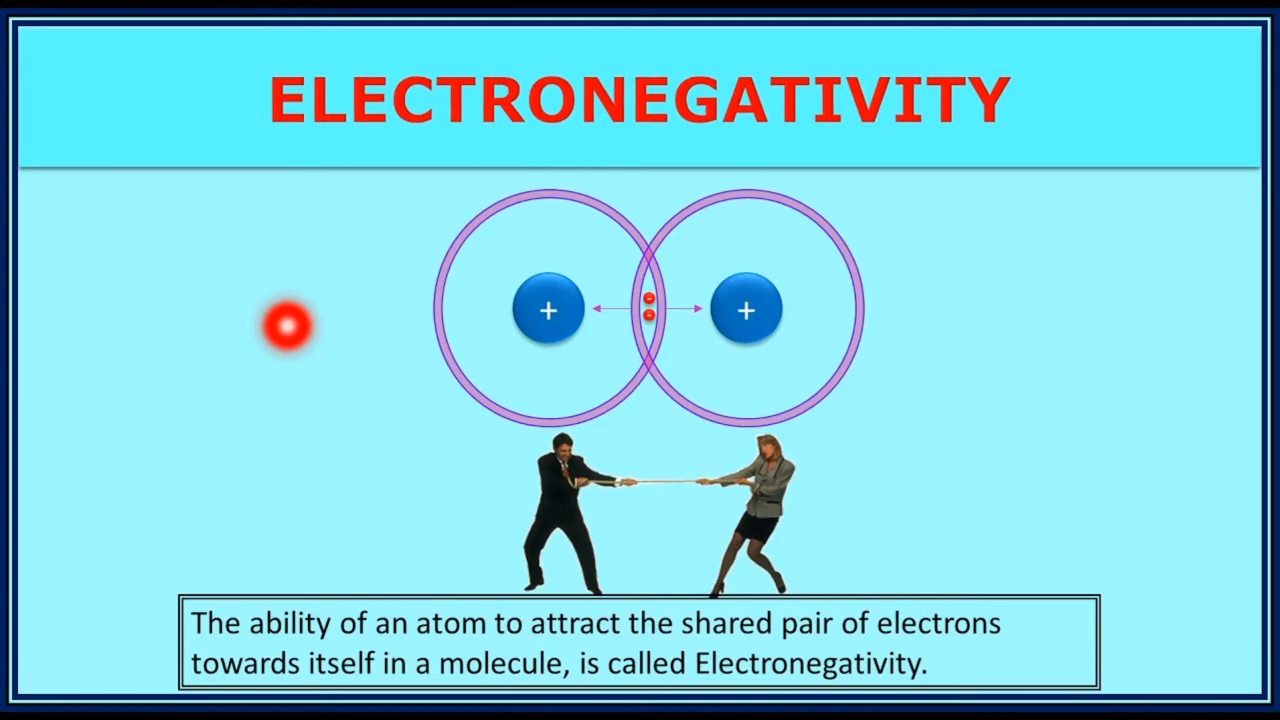 ELECTRONEGATIVITY
+ +
The ability of an atom to attract the shared pair of electrons
towards itself in a molecule, is called Electronegativity.